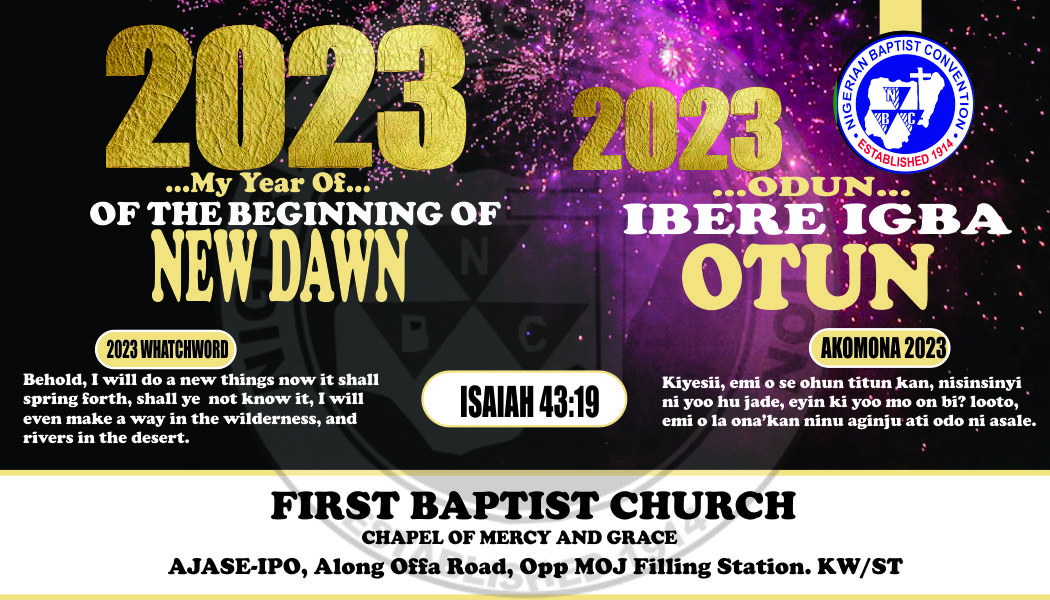 2023
...My Year Of...
OF THE BEGINNING OF
NEW DAWN
2023
...ODUN...
IBERE IGBA
OTUN
NIGERIAN BAPTIST CONVENTION
N
B C
ESTABLISHED 1914
2023 WHATCHWORD
Behold, I will do a new things now it shall
spring forth, shall ye not know it, I will
even make a way in the wilderness, and
rivers in the desert.
ISAIAH 43:19
AKOMONA 2023
Kiyesii, emi o se ohun titun kan, nisinsinyi
ni yoo hu jade, eyin ki yoo mo on bi? looto,
emi o la ona'kan ninu aginju ati odo ni asale.
FIRST BAPTIST CHURCH
CHAPEL OF MERCY AND GRACE
AJASE-IPO, Along Offa Road, Opp MOJ Filling Station. KW/ST
N
B C
ESTABLISHED 1914